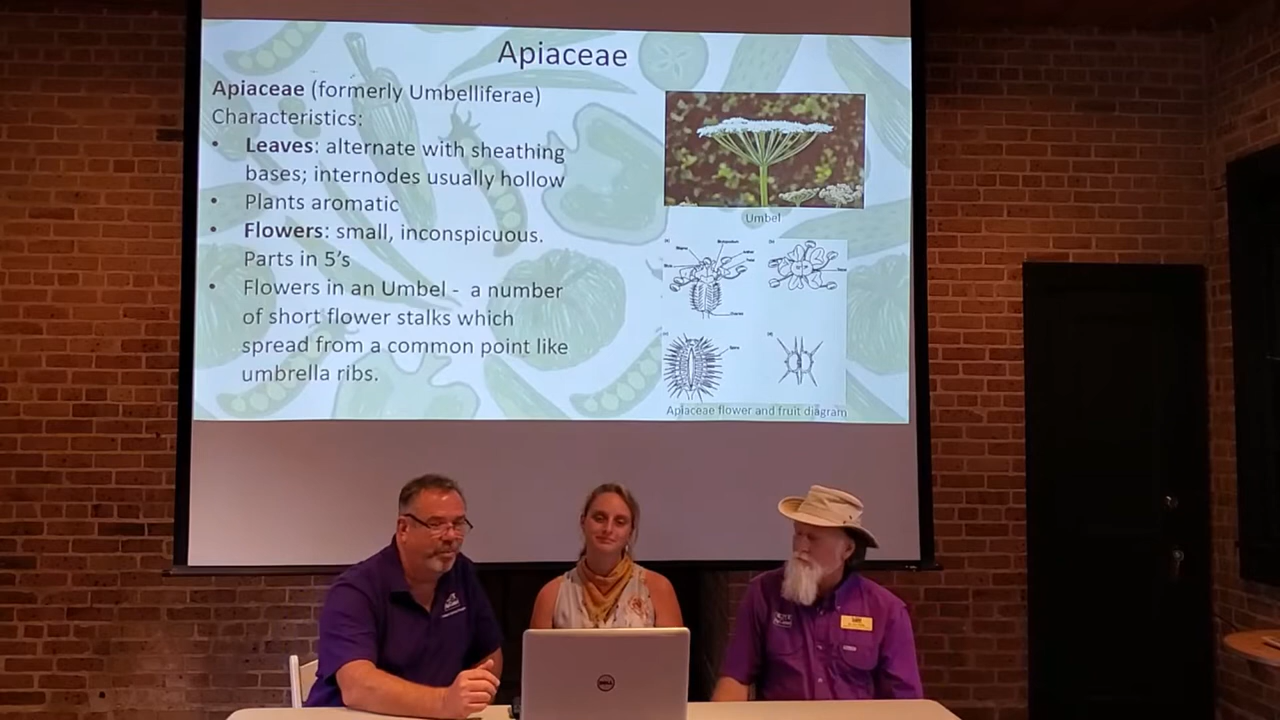 Apiaceae
Apiaceae (formerly Umbelliferae)
Characteristics:
• Leaves: alternate with sheathing
bases; internodes usually hollow
• Plants aromatic
• Flowers: small, inconspicuous.
Parts in 5's
• Flowers in an Umbel - a number
of short flower stalks which
spread from a common point like
umbrella ribs.
Umbel
Apiaceae flower and fruit diagram
DELL